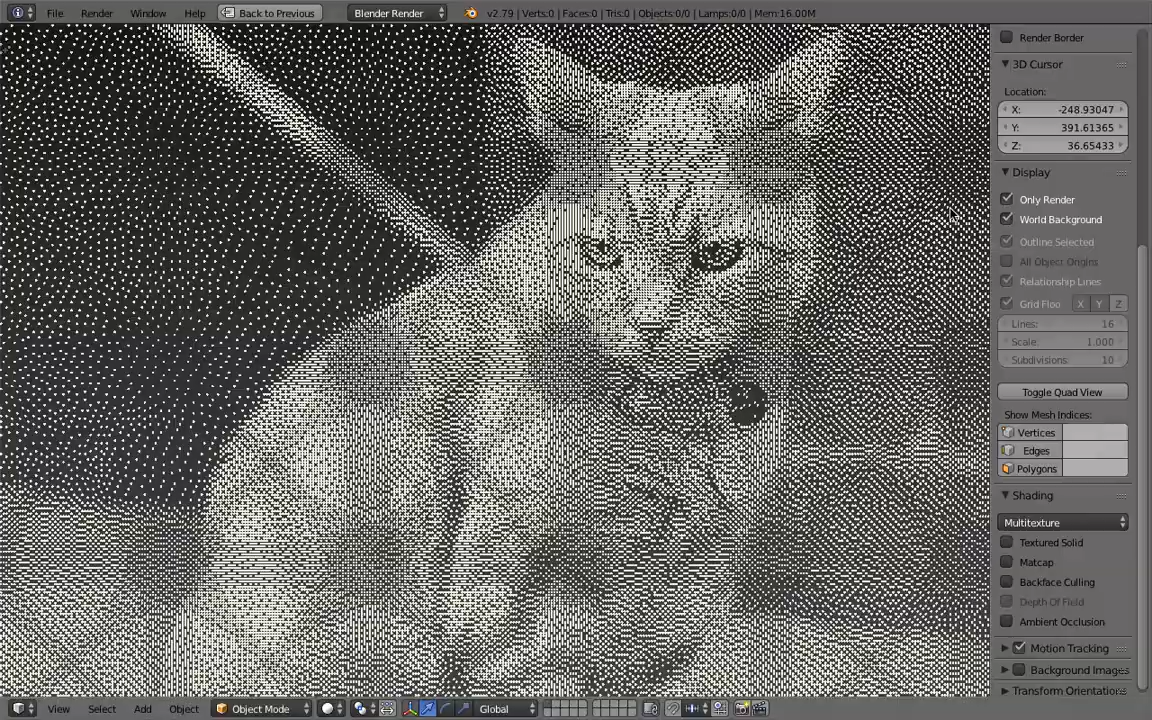 File Render Window Help Back to Previous Blender Render v2.79 | Verts:0 | Faces:0 | Tris:0 | Objects:0/0 | Lamps:0/0 | Mem:16.00M
Render Border
3D Cursor
Location:
X: -248.93047
Y: 391.61365
Z: 36.65433
Display
Only Render
World Background
Outline Selected
All Object Origins
Relationship Lines
Grid Floo X Y Z
Lines: 16
Scale: 1.000
Subdivisions: 10
Toggle Quad View
Show Mesh Indices:
Vertices
Edges
Polygons
Shading
Multitexture
Textured Solid
Matcap
Backface Culling
Depth Of Field
Ambient Occlusion
Motion Tracking
Background Images
Transform Orientations
View Select Add Object Object Mode Global